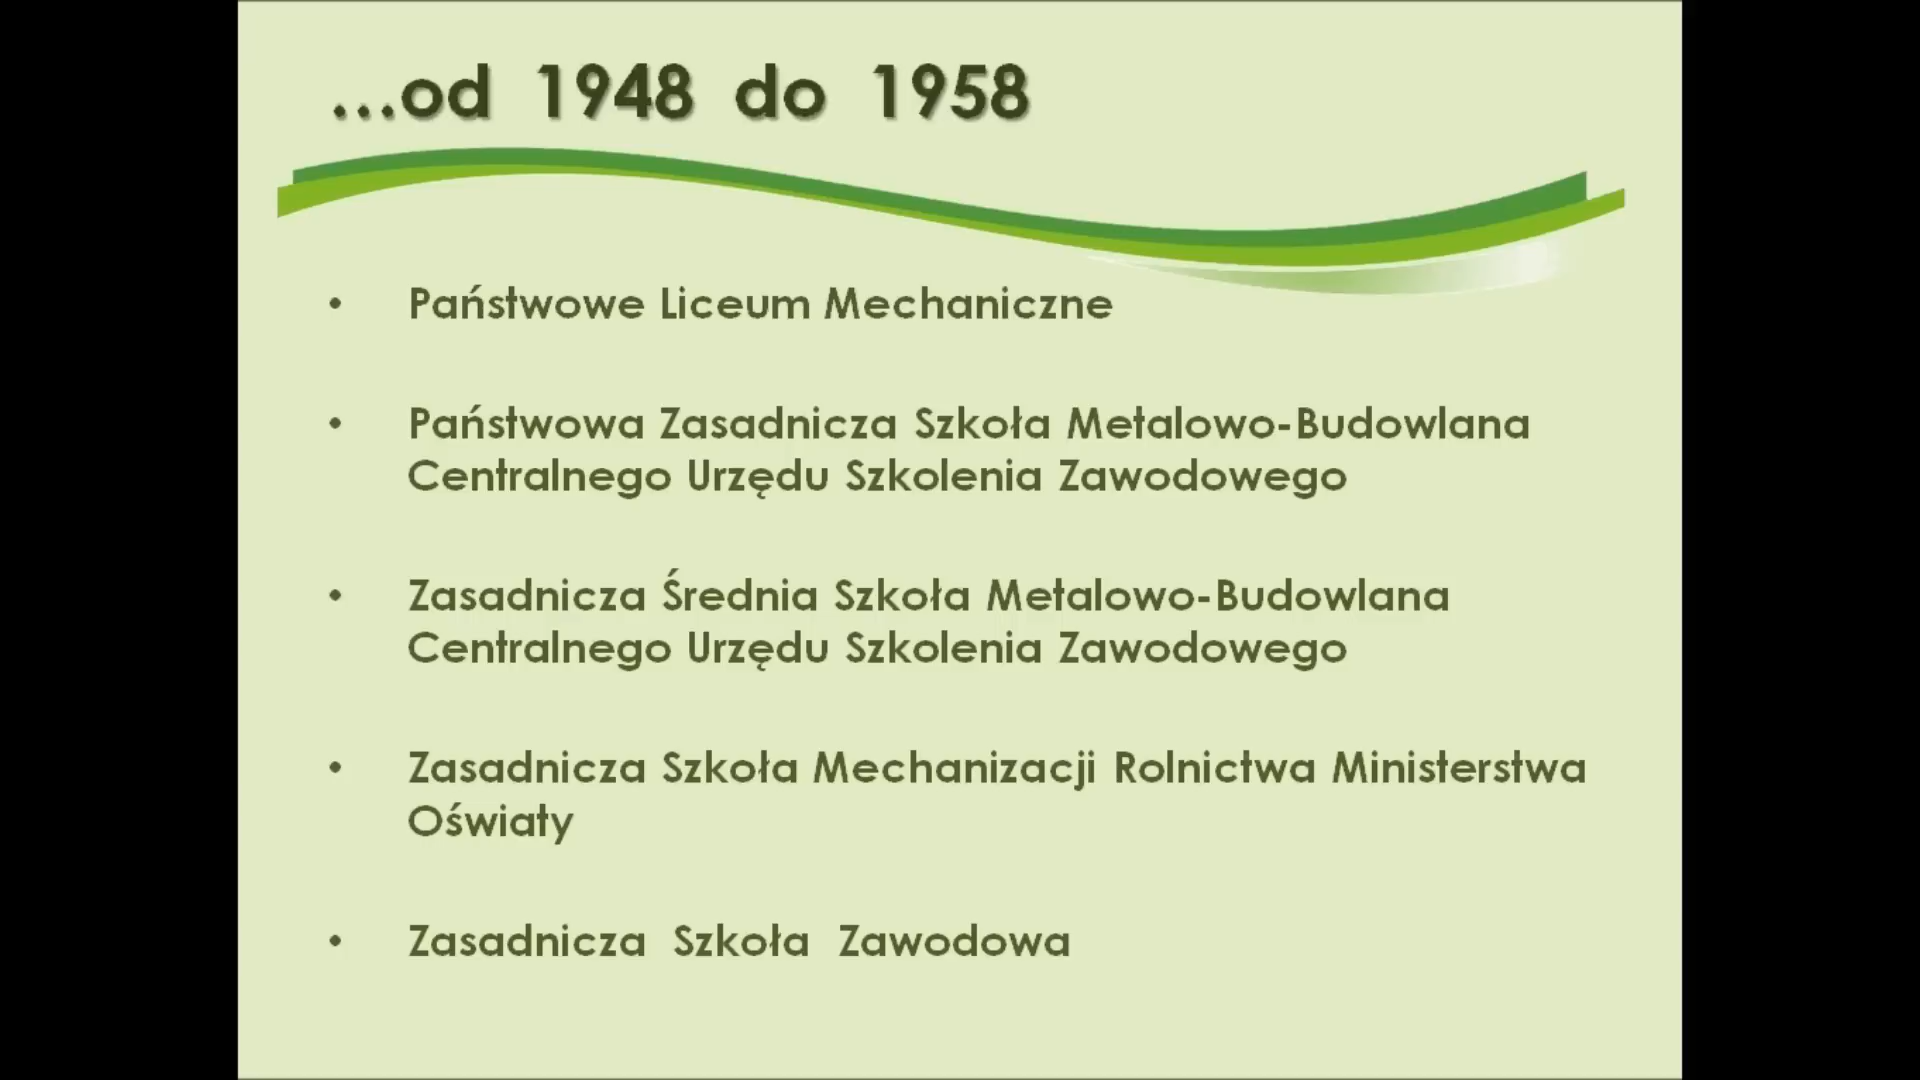 ...od 1948 do 1958
• Państwowe Liceum Mechaniczne
• Państwowa Zasadnicza Szkoła Metalowo-Budowlana
Centralnego Urzędu Szkolenia Zawodowego
• Zasadnicza Średnia Szkoła Metalowo-Budowlana
Centralnego Urzędu Szkolenia Zawodowego
• Zasadnicza Szkoła Mechanizacji Rolnictwa Ministerstwa
Oświaty
• Zasadnicza Szkoła Zawodowa